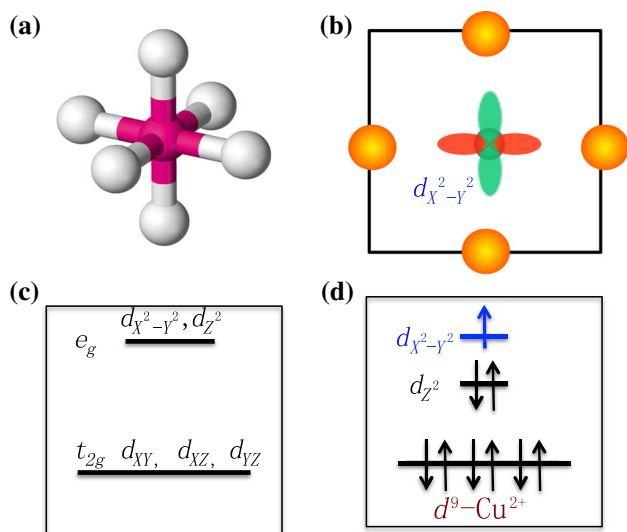 (a)
(b)
d_{X^2-Y^2}
(c)
d_{X^2-Y^2}, d_{Z^2}
e_g
t_{2g} d_{XY}, d_{XZ}, d_{YZ}
(d)
d_{X^2-Y^2}
d_{Z^2}
d^9-Cu^{2+}